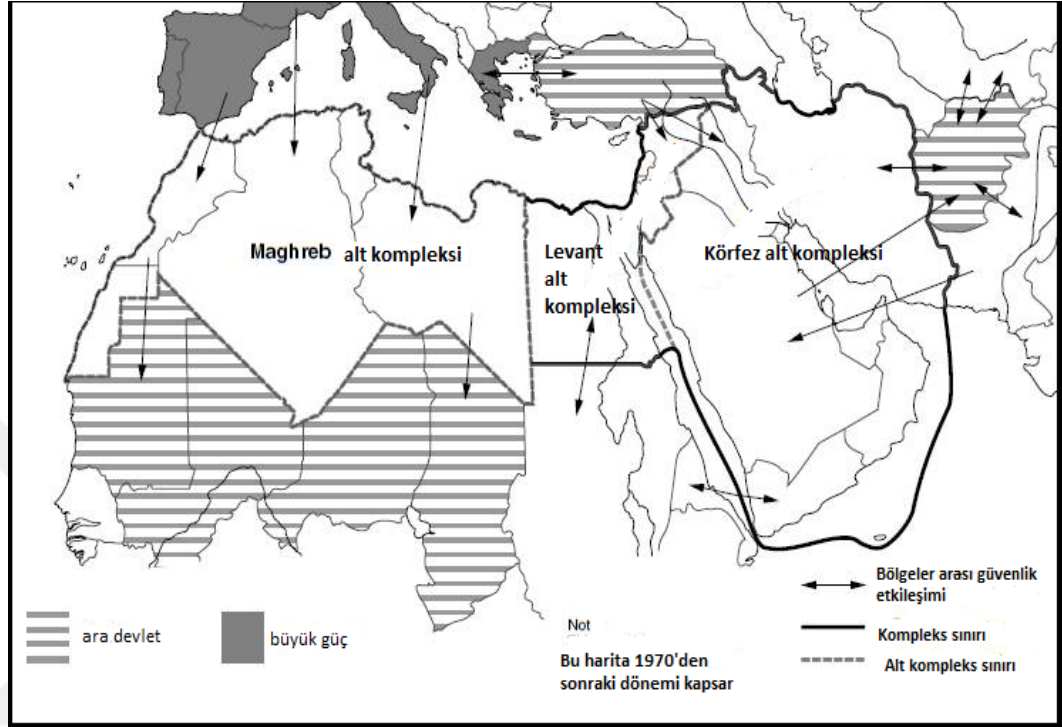 Maghreb alt kompleksi
Levant
alt
kompleksi
Körfez alt kompleksi
Bölgeler arası güvenlik
etkileşimi
Kompleks sınırı
Alt kompleks sınırı
ara devlet
büyük güç
Not
Bu harita 1970'den
sonraki dönemi kapsar